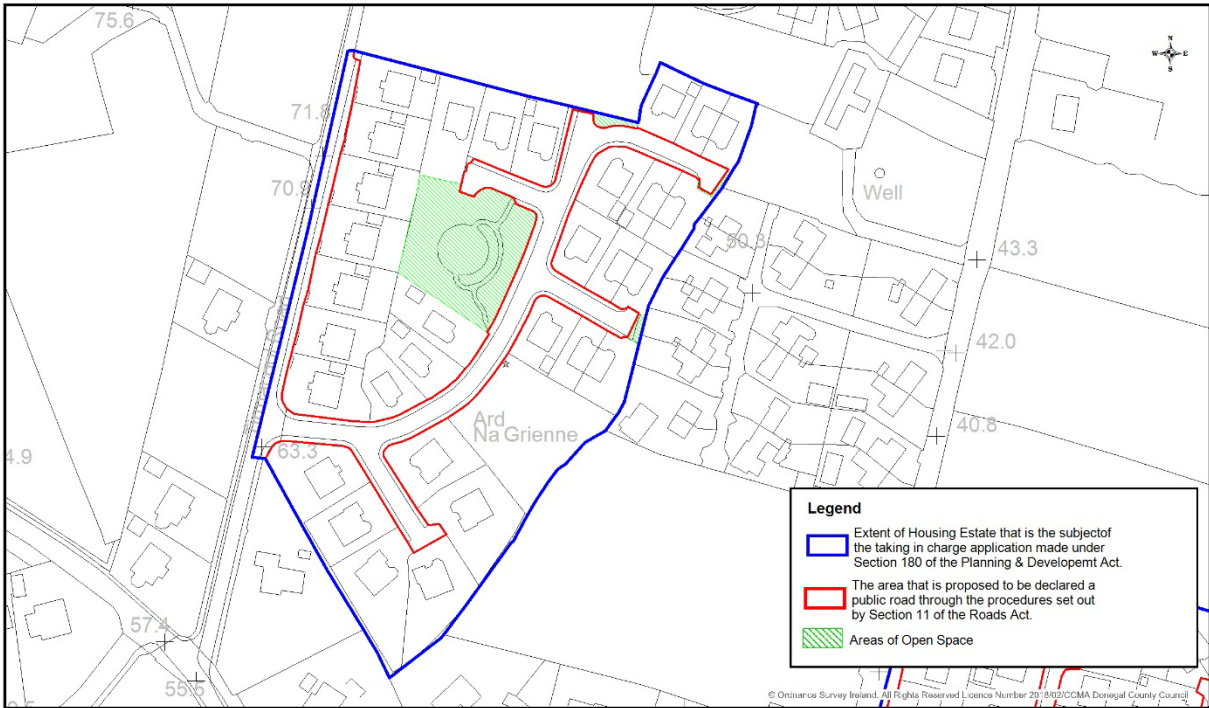 75.6
N
W E
S
71.8
70.9
Well
50.3
43.3
42.0
Ard
Na Grienne
40.8
63.3
4.9
57.4
55.5
Legend
Extent of Housing Estate that is the subjectof
the taking in charge application made under
Section 180 of the Planning & Developemt Act.
The area that is proposed to be declared a
public road through the procedures set out
by Section 11 of the Roads Act.
Areas of Open Space
© Ordnance Survey Ireland. All Rights Reserved Licence Number 2018/02/CCMA Donegal County Council